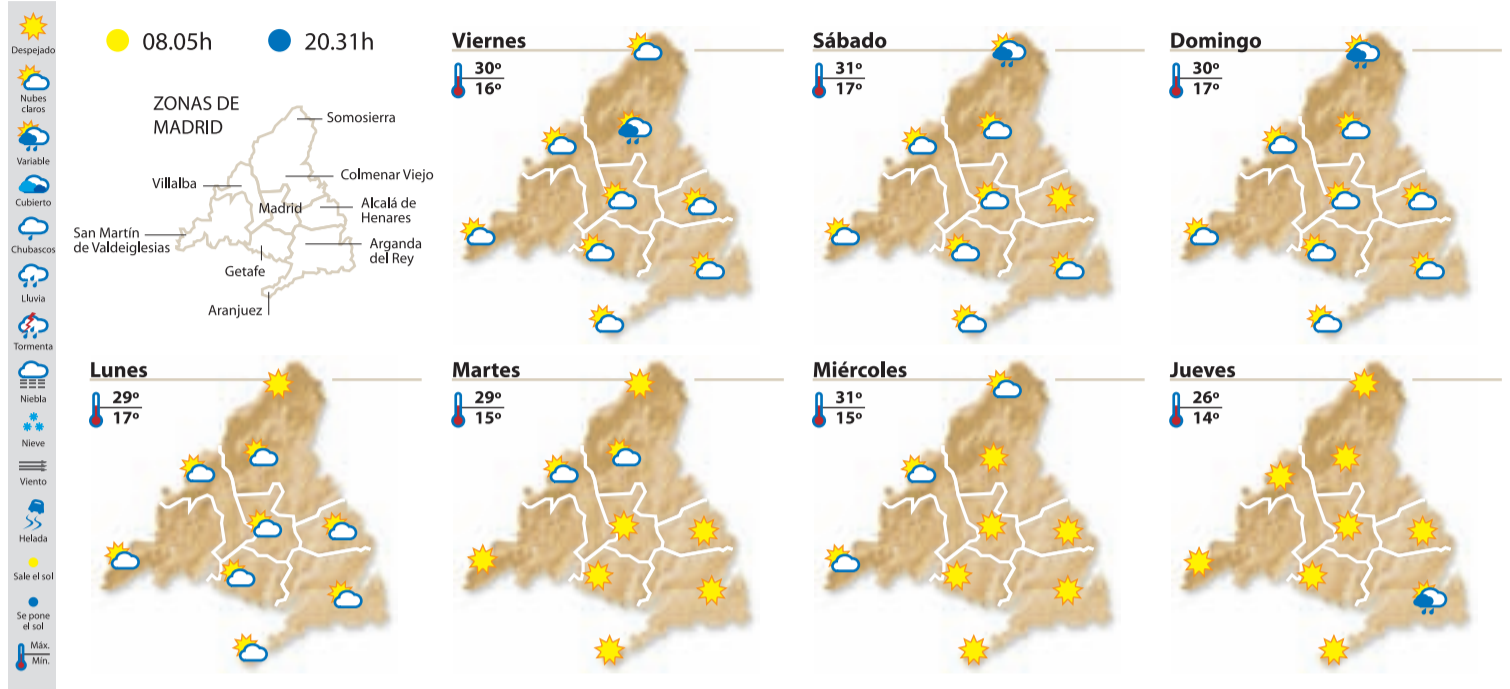 Despejado
Nubes
claros
Variable
Cubierto
Chubascos
Lluvia
Tormenta
Niebla
Nieve
Viento
Helada
Sale el sol
Se pone
el sol
Máx.
Mín.
08.05h
20.31h
ZONAS DE
MADRID
Somosierra
Colmenar Viejo
Villalba
Madrid
Alcalá de
Henares
San Martín
de Valdeiglesias
Arganda
del Rey
Getafe
Aranjuez
Viernes
30º
16º
Sábado
31º
17º
Domingo
30º
17º
Lunes
29º
17º
Martes
29º
15º
Miércoles
31º
15º
Jueves
26º
14º